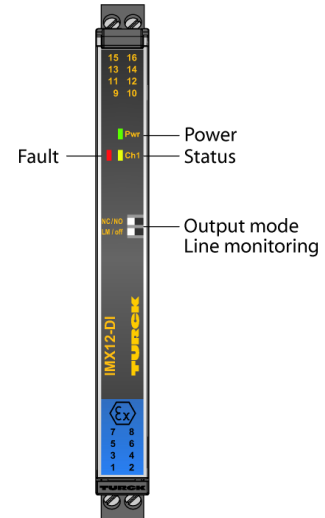 15 16
13 14
11 12
9 10
Pwr
Power
Fault
Ch1
Status
NC/NO
Output mode
LM / off
Line monitoring
IMX12-DI
TURCK
Ex
7 8
5 6
3 4
1 2
TURCK